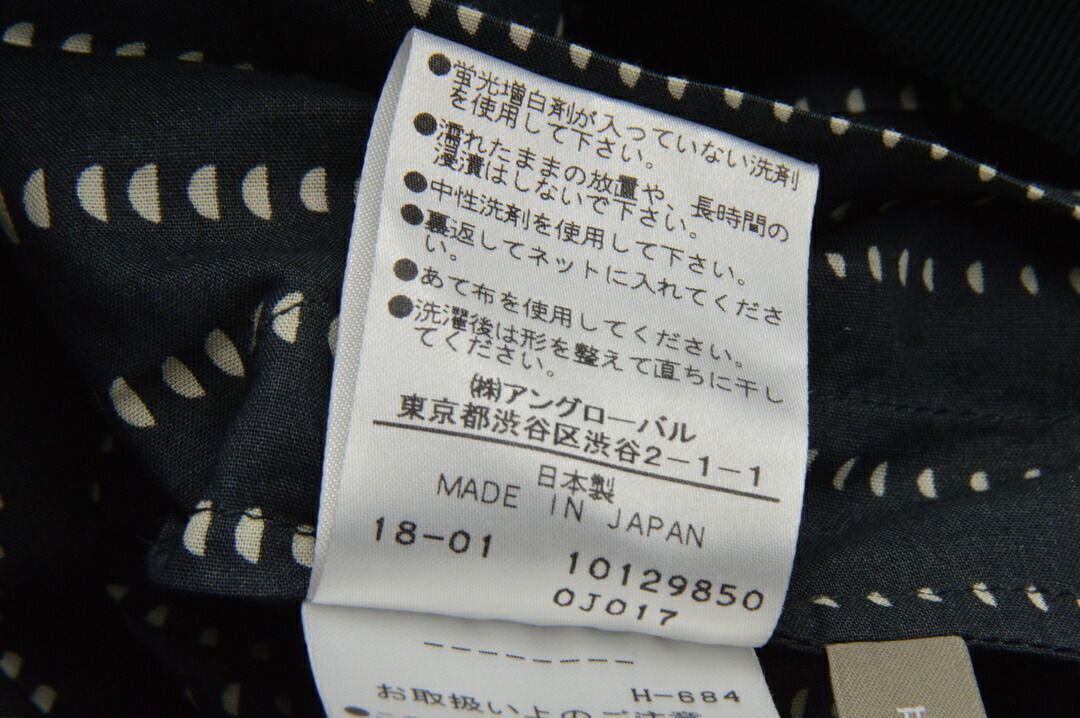 ●蛍光増白剤が入っていない洗剤
を使用して下さい。
●濡れたままの放置や、長時間の
浸漬はしないで下さい。
●中性洗剤を使用して下さい。
●裏返してネットに入れてくださ
い。
●あて布を使用してください。
●洗濯後は形を整えて直ちに干し
てください。
㈱アングローバル
東京都渋谷区渋谷2-1-1
日本製
MADE IN JAPAN
18-01 10129850
0J017
--------
H-684
お取扱い上のご注意